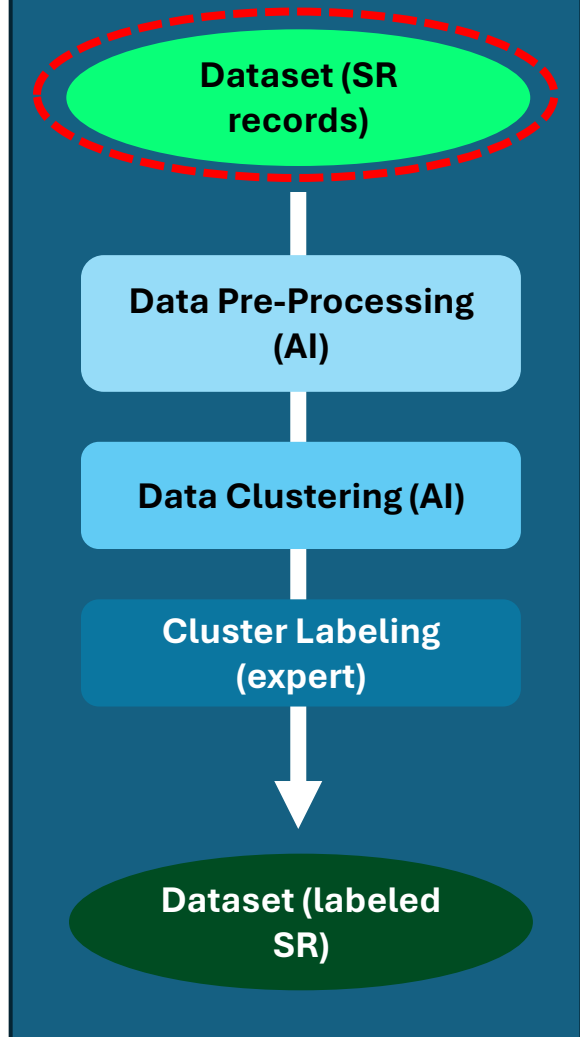 Dataset (SR
records)
Data Pre-Processing
(AI)
Data Clustering (AI)
Cluster Labeling
(expert)
Dataset (labeled
SR)